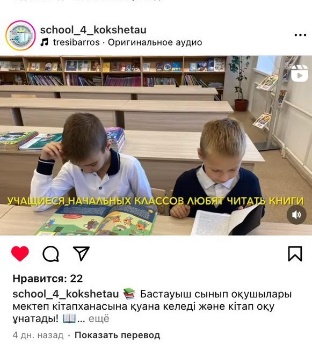 school_4_kokshetau
tresibarros · Оригинальное аудио
УЧАЩИЕСЯ НАЧАЛЬНЫХ КЛАССОВ ЛЮБЯТ ЧИТАТЬ КНИГИ
Нравится: 22
school_4_kokshetau 📚 Бастауыш сынып оқушылары
мектеп кітапханасына қуана келеді және кітап оқу
ұнатады! 📖... ещё
4 дн. назад · Показать перевод